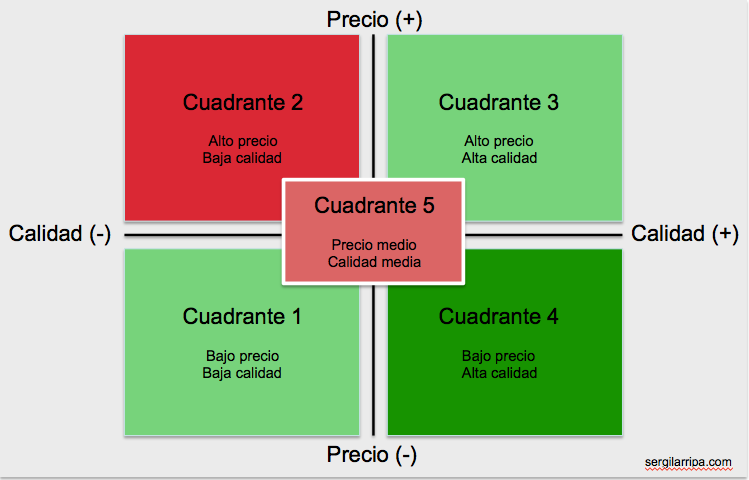 Precio (+)
Cuadrante 2
Alto precio
Baja calidad
Cuadrante 3
Alto precio
Alta calidad
Cuadrante 5
Precio medio
Calidad media
Calidad (-)
Calidad (+)
Cuadrante 1
Bajo precio
Baja calidad
Cuadrante 4
Bajo precio
Alta calidad
Precio (-)
sergilarripa.com